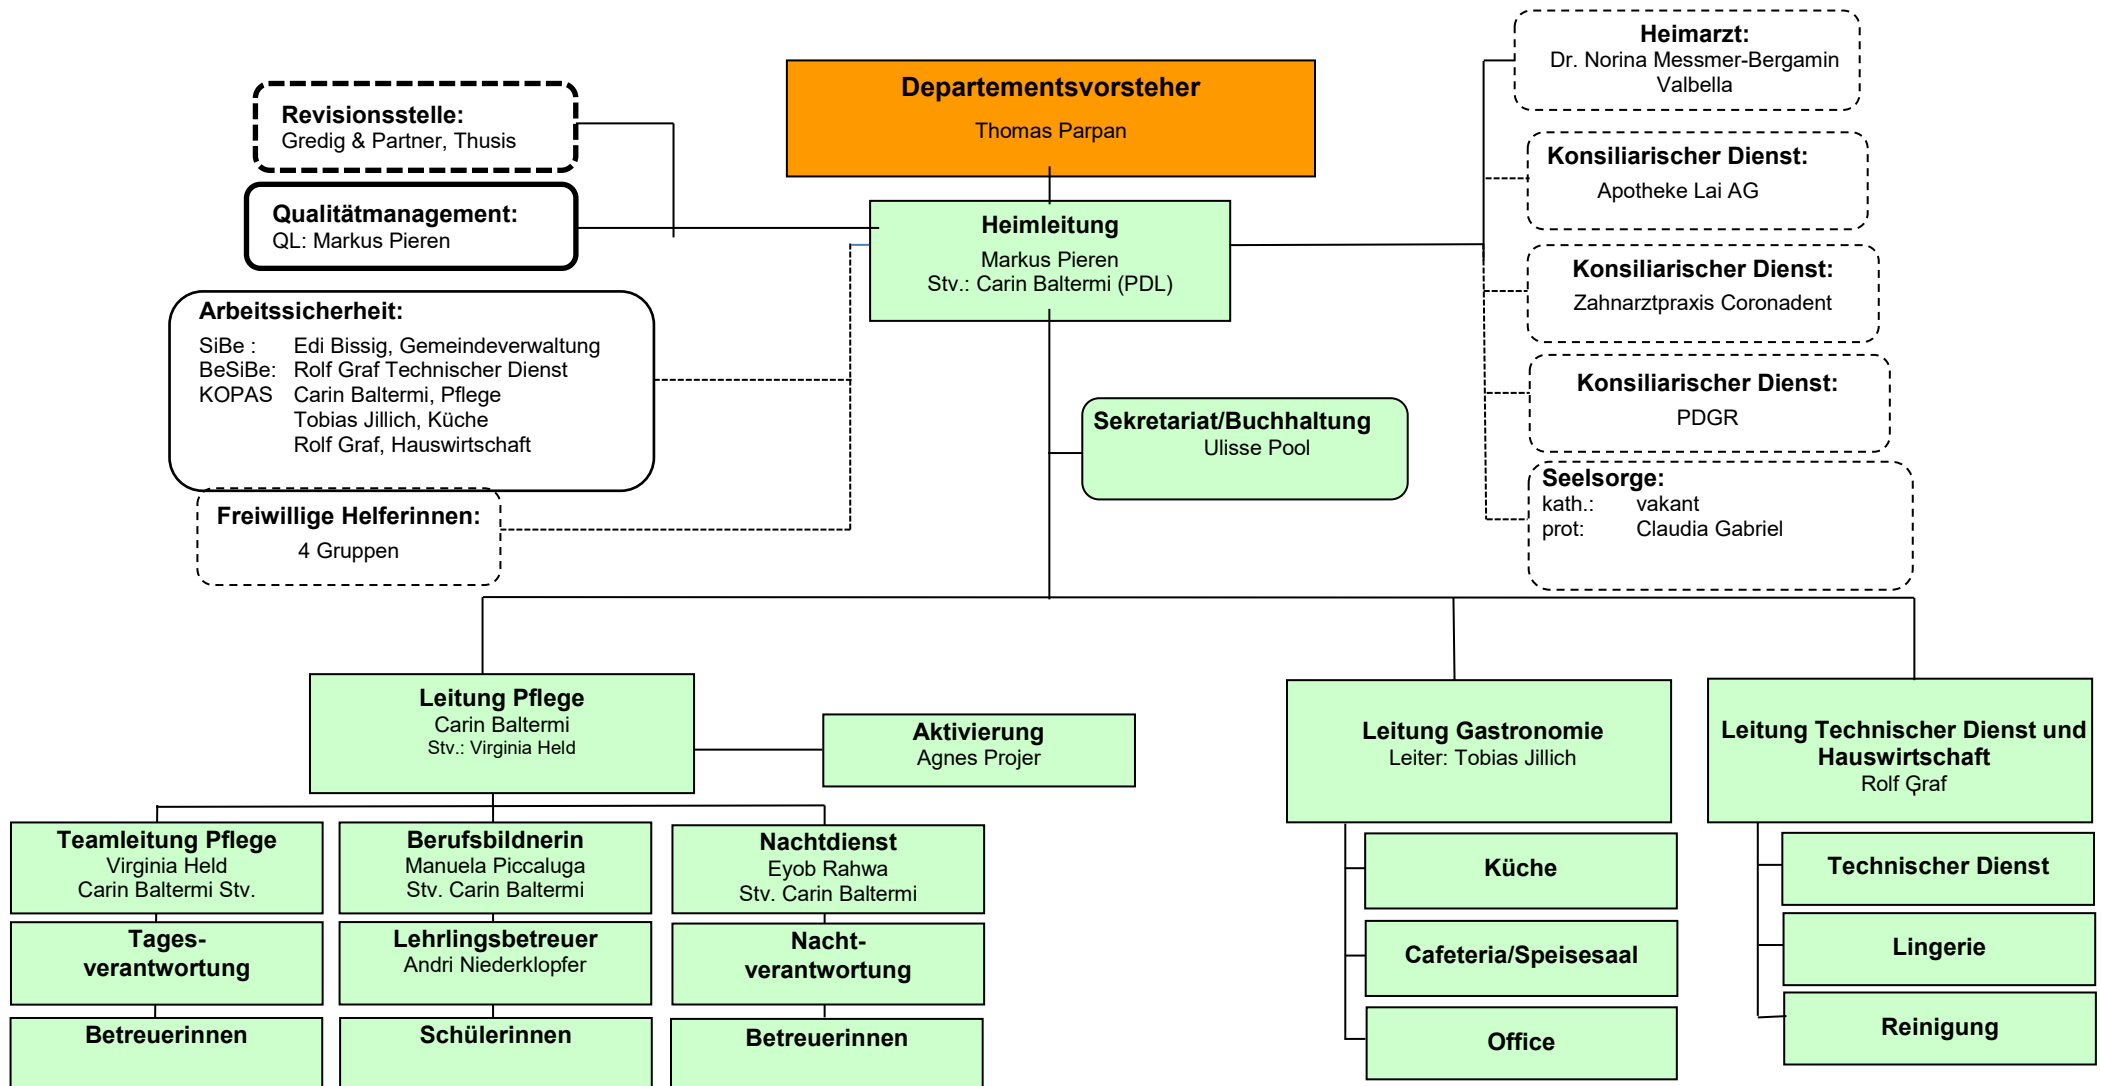 Departementsvorsteher
Thomas Parpan
Revisionsstelle:
Gredig & Partner, Thusis
Qualitätmanagement:
QL: Markus Pieren
Heimleitung
Markus Pieren
Stv.: Carin Baltermi (PDL)
Arbeitssicherheit:
SiBe : Edi Bissig, Gemeindeverwaltung
BeSiBe: Rolf Graf Technischer Dienst
KOPAS Carin Baltermi, Pflege
Tobias Jillich, Küche
Rolf Graf, Hauswirtschaft
Freiwillige Helferinnen:
4 Gruppen
Heimarzt:
Dr. Norina Messmer-Bergamin
Valbella
Konsiliarischer Dienst:
Apotheke Lai AG
Konsiliarischer Dienst:
Zahnarztpraxis Coronadent
Konsiliarischer Dienst:
PDGR
Seelsorge:
kath.: vakant
prot: Claudia Gabriel
Sekretariat/Buchhaltung
Ulisse Pool
Leitung Pflege
Carin Baltermi
Stv.: Virginia Held
Aktivierung
Agnes Projer
Leitung Gastronomie
Leiter: Tobias Jillich
Leitung Technischer Dienst und
Hauswirtschaft
Rolf Graf
Teamleitung Pflege
Virginia Held
Carin Baltermi Stv.
Berufsbildnerin
Manuela Piccaluga
Stv. Carin Baltermi
Nachtdienst
Eyob Rahwa
Stv. Carin Baltermi
Tages-
verantwortung
Lehrlingsbetreuer
Andri Niederklopfer
Nacht-
verantwortung
Betreuerinnen
Schülerinnen
Betreuerinnen
Küche
Cafeteria/Speisesaal
Office
Technischer Dienst
Lingerie
Reinigung